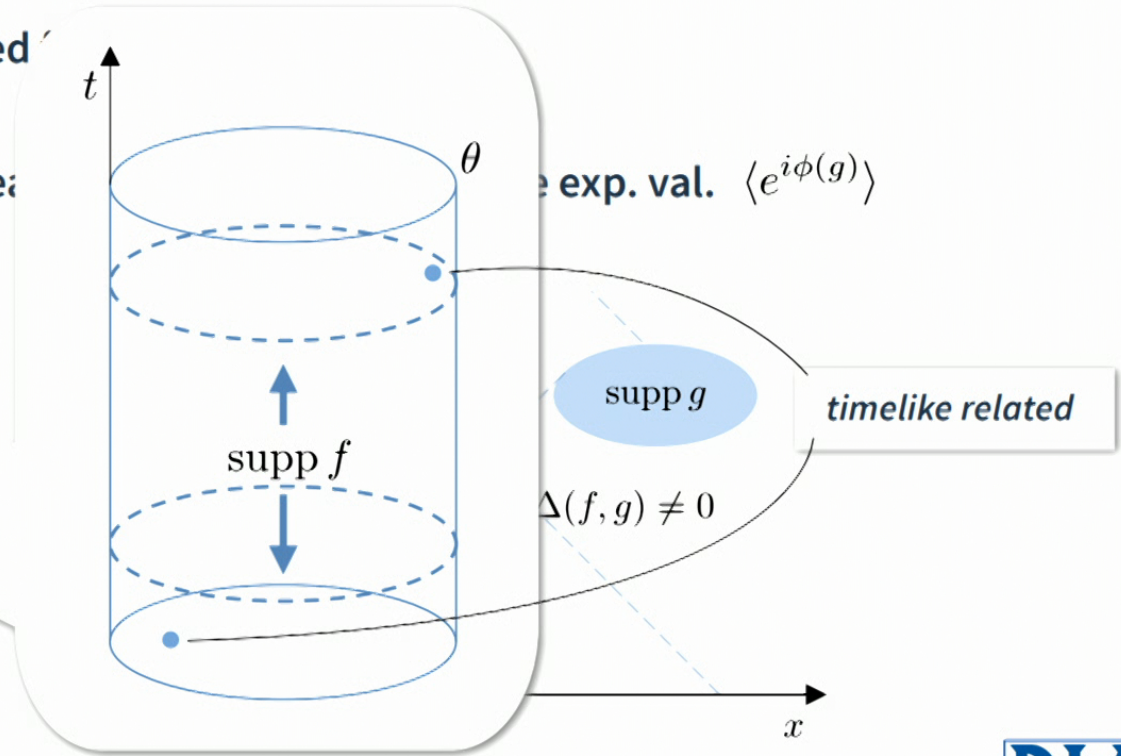 t
θ
exp. val. ⟨e^{iϕ(g)}⟩
supp g
timelike related
supp f
Δ(f, g) ≠ 0
x